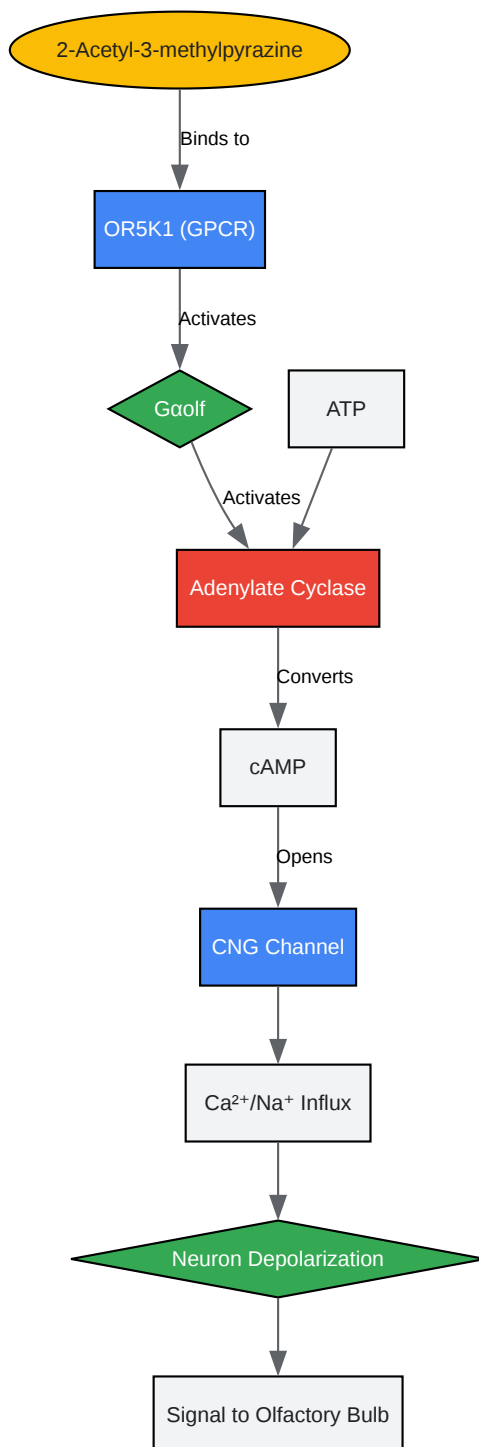 2-Acetyl-3-methylpyrazine
Binds to
OR5K1 (GPCR)
Activates
Gαolf
ATP
Activates
Adenylate Cyclase
Converts
cAMP
Opens
CNG Channel
Ca²⁺/Na⁺ Influx
Neuron Depolarization
Signal to Olfactory Bulb